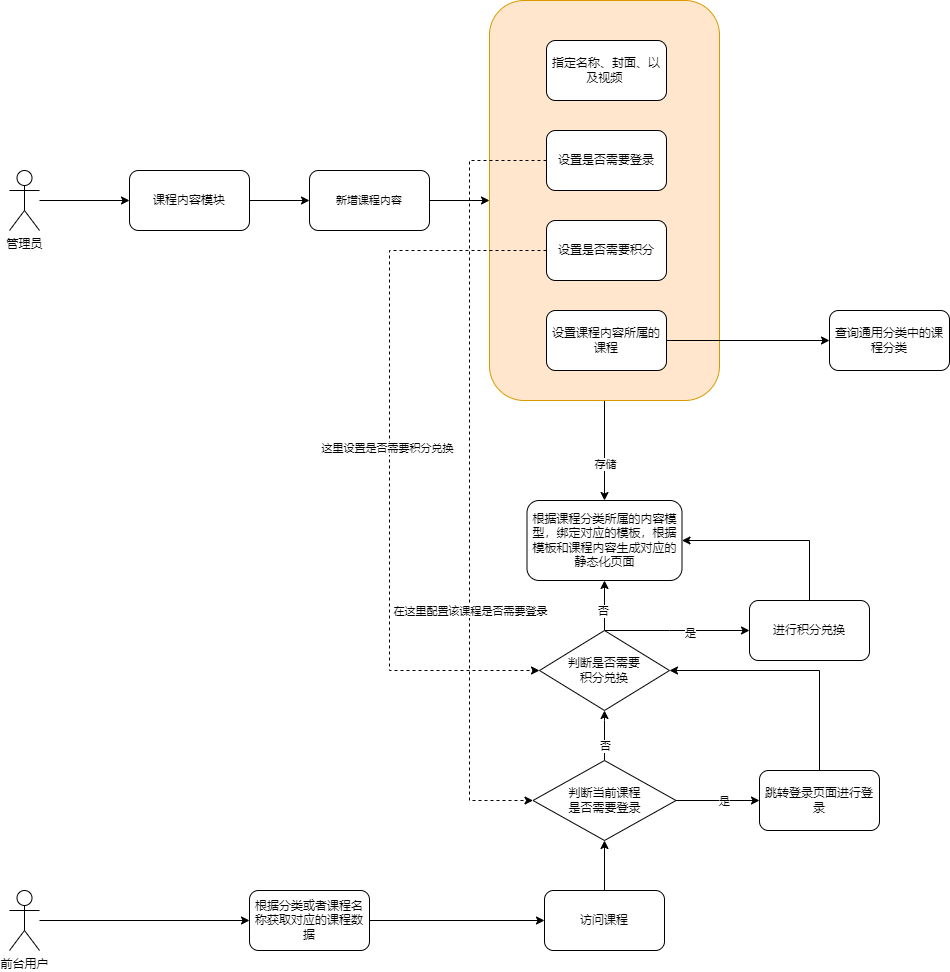 指定名称、封面、以
及视频
设置是否需要登录
管理员
课程内容模块
新增课程内容
设置是否需要积分
设置课程内容所属的
课程
查询通用分类中的课
程分类
这里设置是否需要积分兑换
存储
根据课程分类所属的内容模
型，绑定对应的模板，根据
模板和课程内容生成对应的
静态化页面
在这里配置该课程是否需要登录
否
是
进行积分兑换
判断是否需要
积分兑换
否
判断当前课程
是否需要登录
是
跳转登录页面进行登
录
前台用户
根据分类或者课程名
称获取对应的课程数
据
访问课程